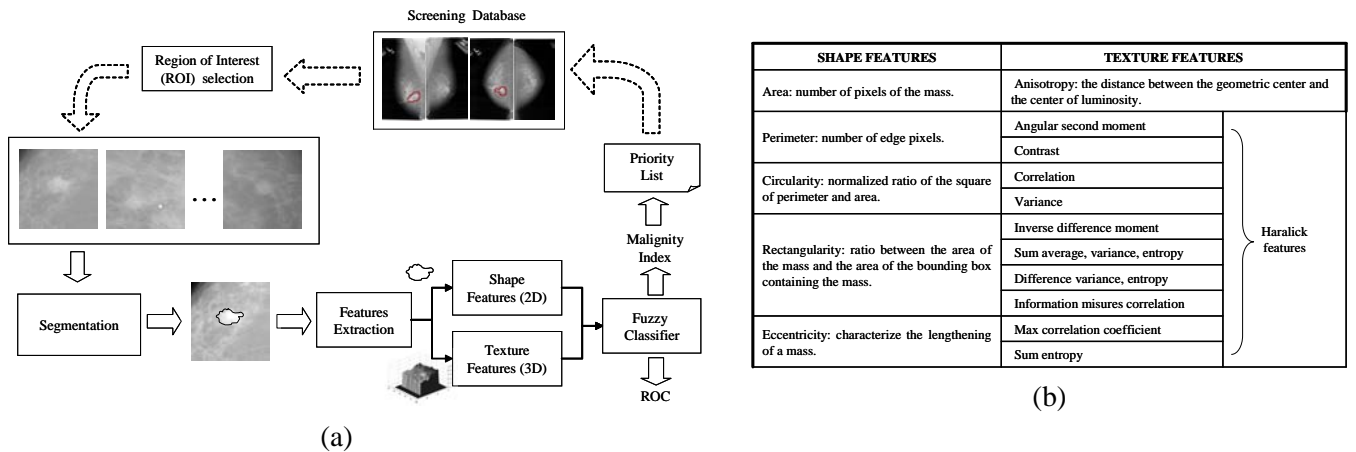 Screening Database
Region of Interest
(ROI) selection
...
Priority
List
Malignity
Index
Segmentation
Features
Extraction
Shape
Features (2D)
Texture
Features (3D)
Fuzzy
Classifier
ROC
(a)
SHAPE FEATURES
TEXTURE FEATURES
Area: number of pixels of the mass.
Anisotropy: the distance between the geometric center and
the center of luminosity.
Perimeter: number of edge pixels.
Angular second moment
Contrast
Circularity: normalized ratio of the square
of perimeter and area.
Correlation
Variance
Rectangularity: ratio between the area of
the mass and the area of the bounding box
containing the mass.
Inverse difference moment
Sum average, variance, entropy
Difference variance, entropy
Information misures correlation
Eccentricity: characterize the lengthening
of a mass.
Max correlation coefficient
Sum entropy
Haralick
features
(b)